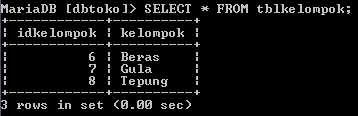 MariaDB [dbtoko]> SELECT * FROM tblkelompok;
+------------+----------+
| idkelompok | kelompok |
+------------+----------+
|          6 | Beras    |
|          7 | Gula     |
|          8 | Tepung   |
+------------+----------+
3 rows in set (0.00 sec)